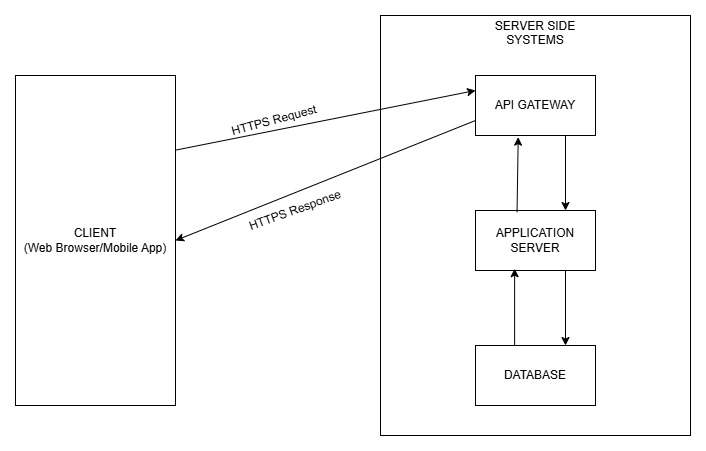 SERVER SIDE
SYSTEMS
API GATEWAY
HTTPS Request
HTTPS Response
CLIENT
(Web Browser/Mobile App)
APPLICATION
SERVER
DATABASE